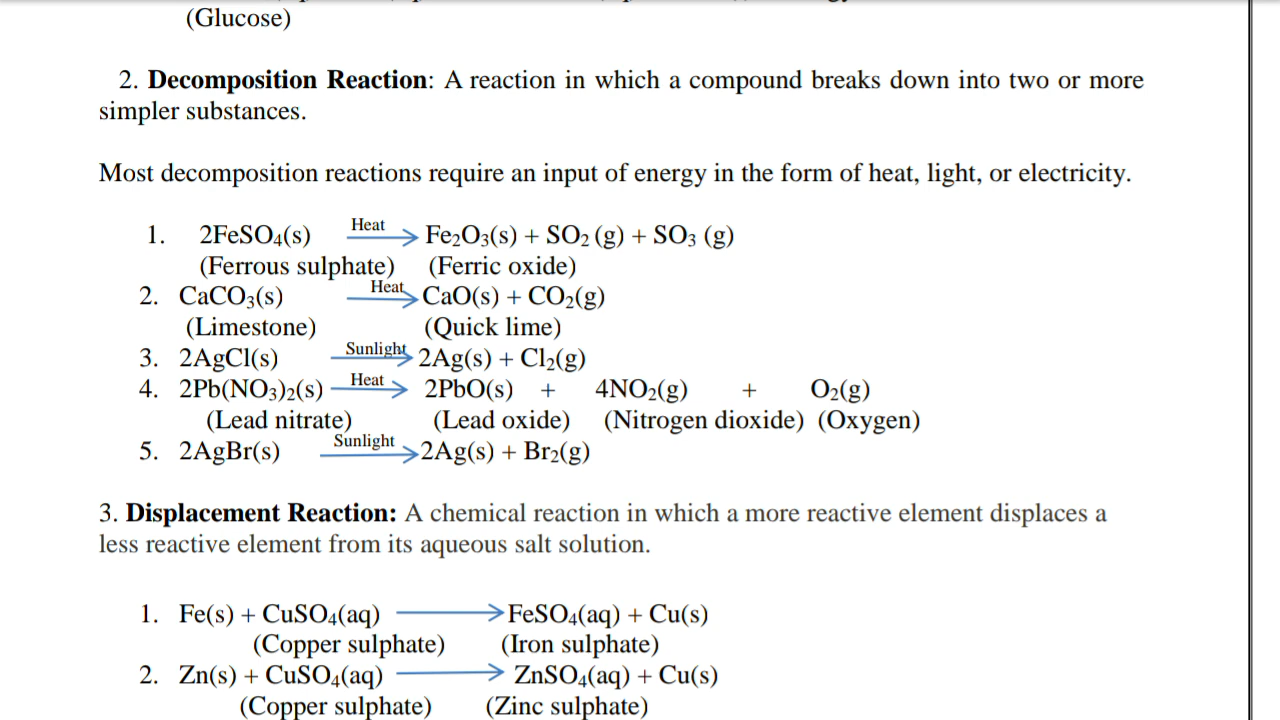 (Glucose)
2. Decomposition Reaction: A reaction in which a compound breaks down into two or more
simpler substances.
Most decomposition reactions require an input of energy in the form of heat, light, or electricity.
1. 2FeSO₄(s) Heat Fe₂O₃(s) + SO₂ (g) + SO₃ (g)
(Ferrous sulphate) (Ferric oxide)
2. CaCO₃(s) Heat CaO(s) + CO₂(g)
(Limestone) (Quick lime)
3. 2AgCl(s) Sunlight 2Ag(s) + Cl₂(g)
4. 2Pb(NO₃)₂(s) Heat 2PbO(s) + 4NO₂(g) + O₂(g)
(Lead nitrate) (Lead oxide) (Nitrogen dioxide) (Oxygen)
5. 2AgBr(s) Sunlight 2Ag(s) + Br₂(g)
3. Displacement Reaction: A chemical reaction in which a more reactive element displaces a
less reactive element from its aqueous salt solution.
1. Fe(s) + CuSO₄(aq) → FeSO₄(aq) + Cu(s)
(Copper sulphate) (Iron sulphate)
2. Zn(s) + CuSO₄(aq) → ZnSO₄(aq) + Cu(s)
(Copper sulphate) (Zinc sulphate)